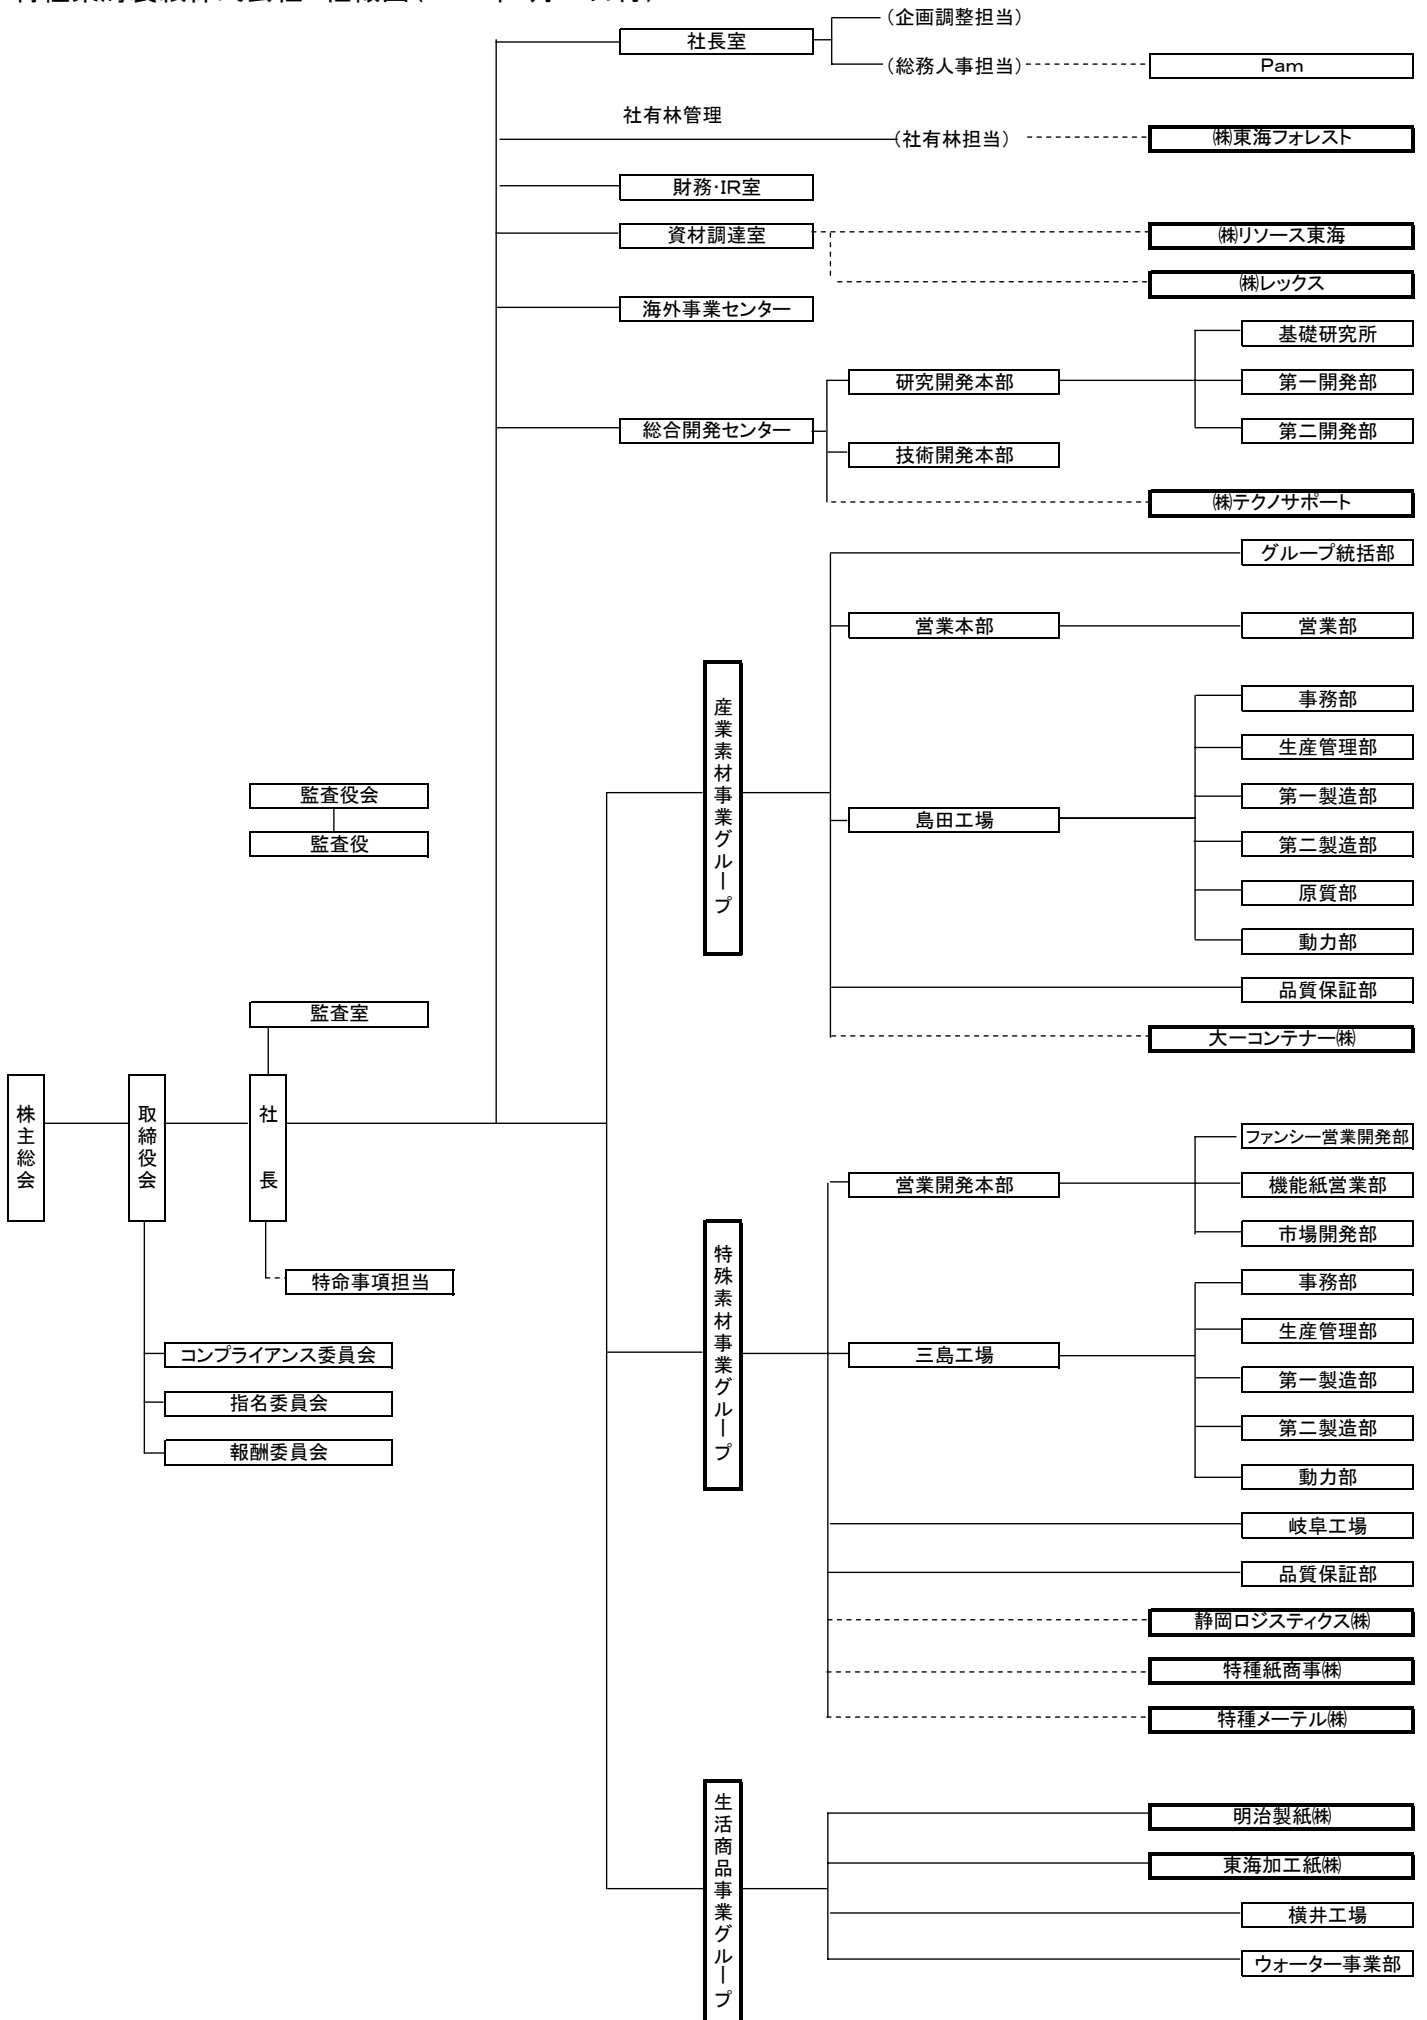 (企画調整担当)
社長室
(総務人事担当)
Pam
社有林管理
(社有林担当)
㈱東海フォレスト
財務・IR室
資材調達室
㈱リソース東海
㈱レックス
海外事業センター
基礎研究所
研究開発本部
第一開発部
総合開発センター
第二開発部
技術開発本部
㈱テクノサポート
グループ統括部
営業本部
営業部
産業素材事業グループ
事務部
生産管理部
監査役会
第一製造部
島田工場
監査役
第二製造部
原質部
動力部
品質保証部
監査室
大一コンテナー㈱
株主総会
取締役会
社長
ファンシー営業開発部
営業開発本部
機能紙営業部
市場開発部
特殊素材事業グループ
特命事項担当
事務部
生産管理部
コンプライアンス委員会
三島工場
第一製造部
指名委員会
第二製造部
報酬委員会
動力部
岐阜工場
品質保証部
静岡ロジスティクス㈱
特種紙商事㈱
特種メーテル㈱
生活商品事業グループ
明治製紙㈱
東海加工紙㈱
横井工場
ウォーター事業部